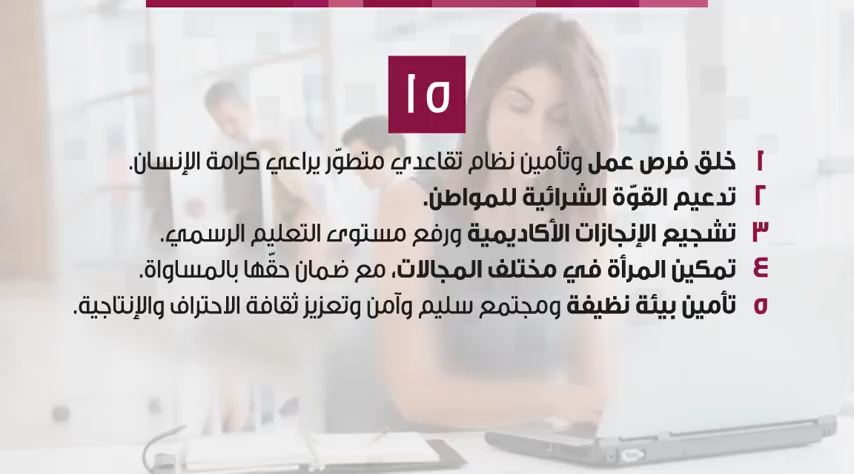 ١٥
١ خلق فرص عمل وتأمين نظام تقاعدي متطوّر يراعي كرامة الإنسان.
٢ تدعيم القوّة الشرائية للمواطن.
٣ تشجيع الإنجازات الأكاديمية ورفع مستوى التعليم الرسمي.
٤ تمكين المرأة في مختلف المجالات، مع ضمان حقّها بالمساواة.
٥ تأمين بيئة نظيفة ومجتمع سليم وآمن وتعزيز ثقافة الاحتراف والإنتاجية.